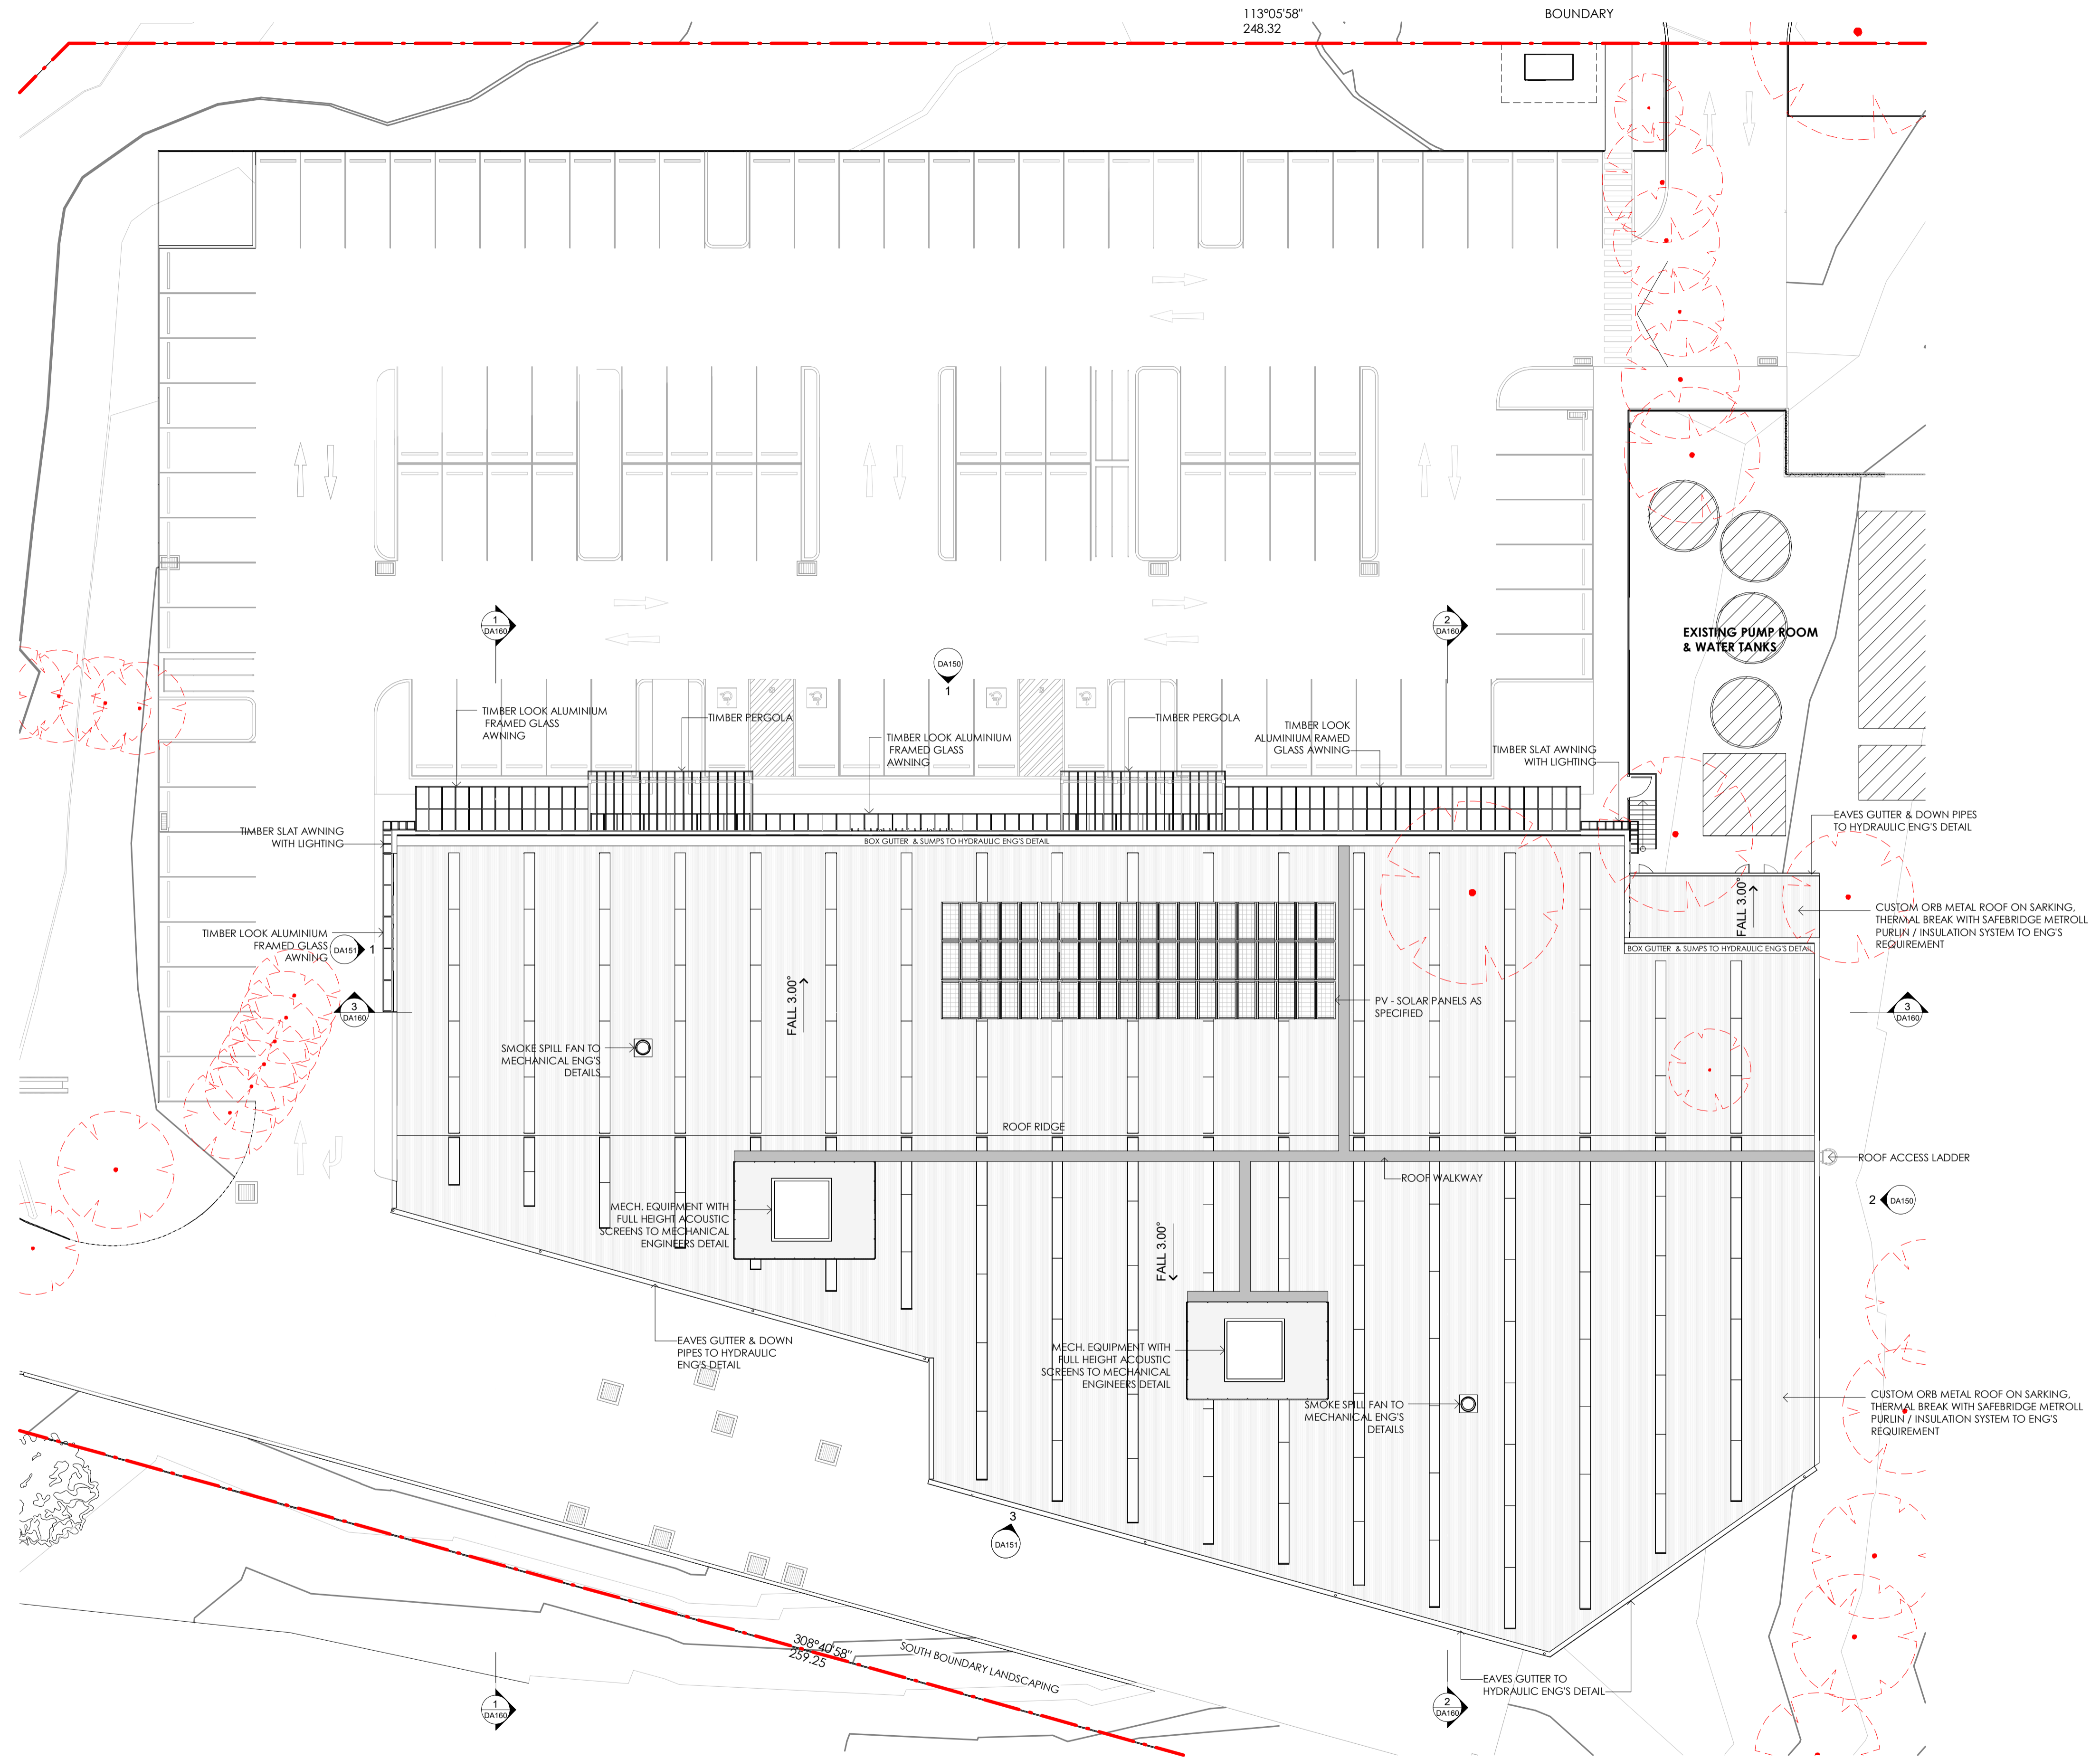 113°05'58"
248.32
BOUNDARY
1
DA160
2
DA160
DA150
1
EXISTING PUMP ROOM
& WATER TANKS
TIMBER LOOK ALUMINIUM
FRAMED GLASS
AWNING
TIMBER PERGOLA
TIMBER LOOK ALUMINIUM
FRAMED GLASS
AWNING
TIMBER PERGOLA
TIMBER LOOK
ALUMINIUM RAMED
GLASS AWNING
TIMBER SLAT AWNING
WITH LIGHTING
TIMBER SLAT AWNING
WITH LIGHTING
BOX GUTTER & SUMPS TO HYDRAULIC ENG'S DETAIL
EAVES GUTTER & DOWN PIPES
TO HYDRAULIC ENG'S DETAIL
FALL 3.00°
CUSTOM ORB METAL ROOF ON SARKING,
THERMAL BREAK WITH SAFEBRIDGE METROLL
PURLIN / INSULATION SYSTEM TO ENG'S
REQUIREMENT
BOX GUTTER & SUMPS TO HYDRAULIC ENG'S DETAIL
TIMBER LOOK ALUMINIUM
FRAMED GLASS
AWNING
DA151
1
3
DA160
FALL 3.00°
PV - SOLAR PANELS AS
SPECIFIED
3
DA160
SMOKE SPILL FAN TO
MECHANICAL ENG'S
DETAILS
ROOF RIDGE
ROOF ACCESS LADDER
ROOF WALKWAY
2
DA150
MECH. EQUIPMENT WITH
FULL HEIGHT ACOUSTIC
SCREENS TO MECHANICAL
ENGINEERS DETAIL
FALL 3.00°
EAVES GUTTER & DOWN
PIPES TO HYDRAULIC
ENG'S DETAIL
MECH. EQUIPMENT WITH
FULL HEIGHT ACOUSTIC
SCREENS TO MECHANICAL
ENGINEERS DETAIL
SMOKE SPILL FAN TO
MECHANICAL ENG'S
DETAILS
CUSTOM ORB METAL ROOF ON SARKING,
THERMAL BREAK WITH SAFEBRIDGE METROLL
PURLIN / INSULATION SYSTEM TO ENG'S
REQUIREMENT
3
DA151
308°40'58"
259.25
SOUTH BOUNDARY LANDSCAPING
EAVES GUTTER TO
HYDRAULIC ENG'S DETAIL
1
DA160
2
DA160